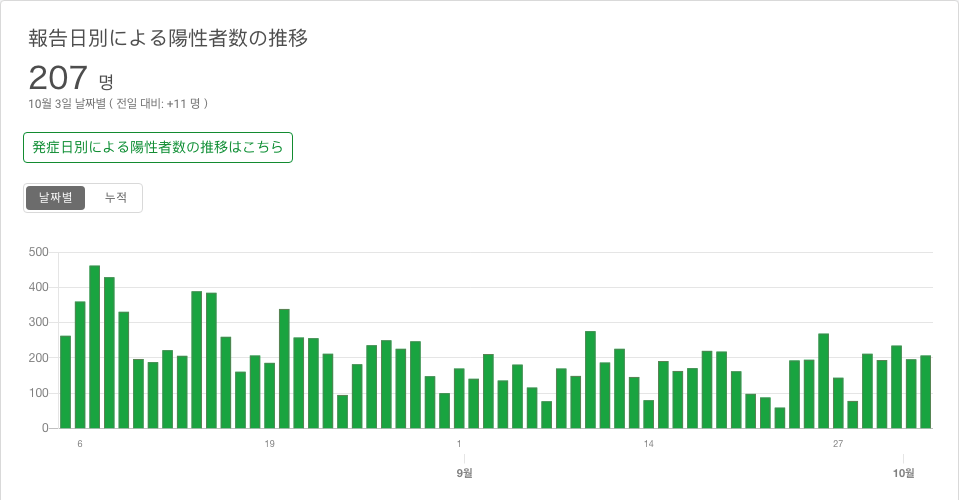 報告日別による陽性者数の推移
207 명
10월 3일 날짜별 ( 전일 대비: +11 명 )
発症日別による陽性者数の推移はこちら
날짜별 누적
500
400
300
200
100
0
6 19 1 14 27
9월 10월